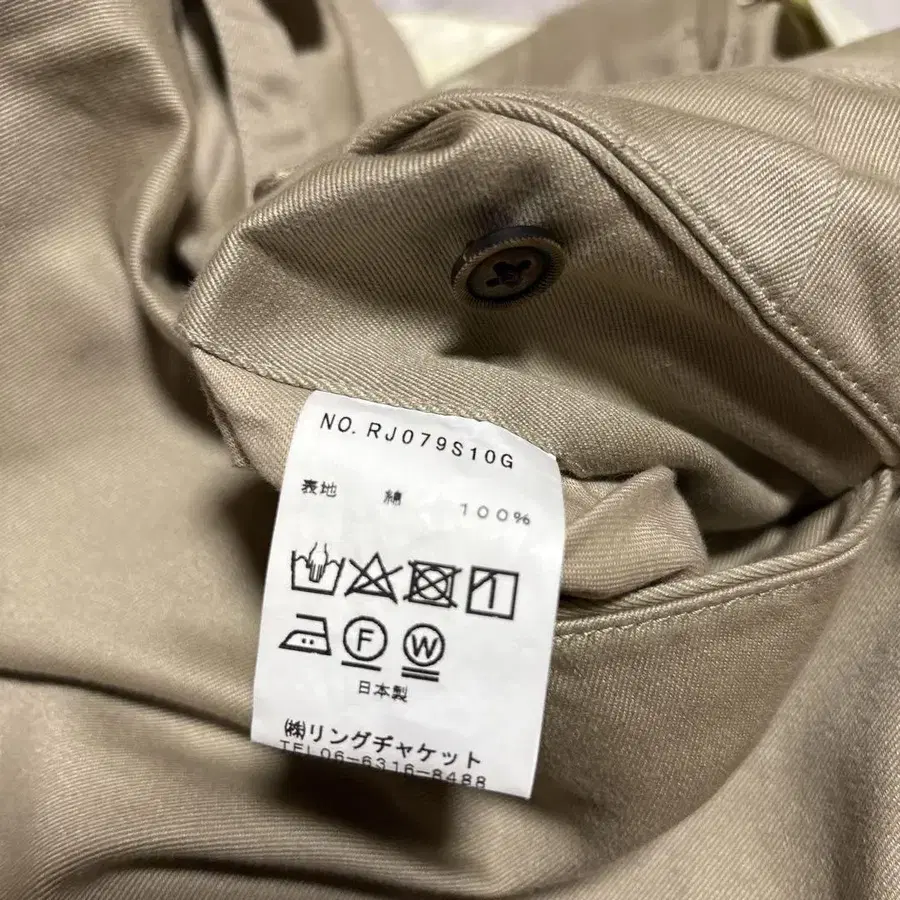 NO. RJ079S10G
表地 綿 100%
F W
日本製
㈱リングヂャケット
TEL06-6316-8488